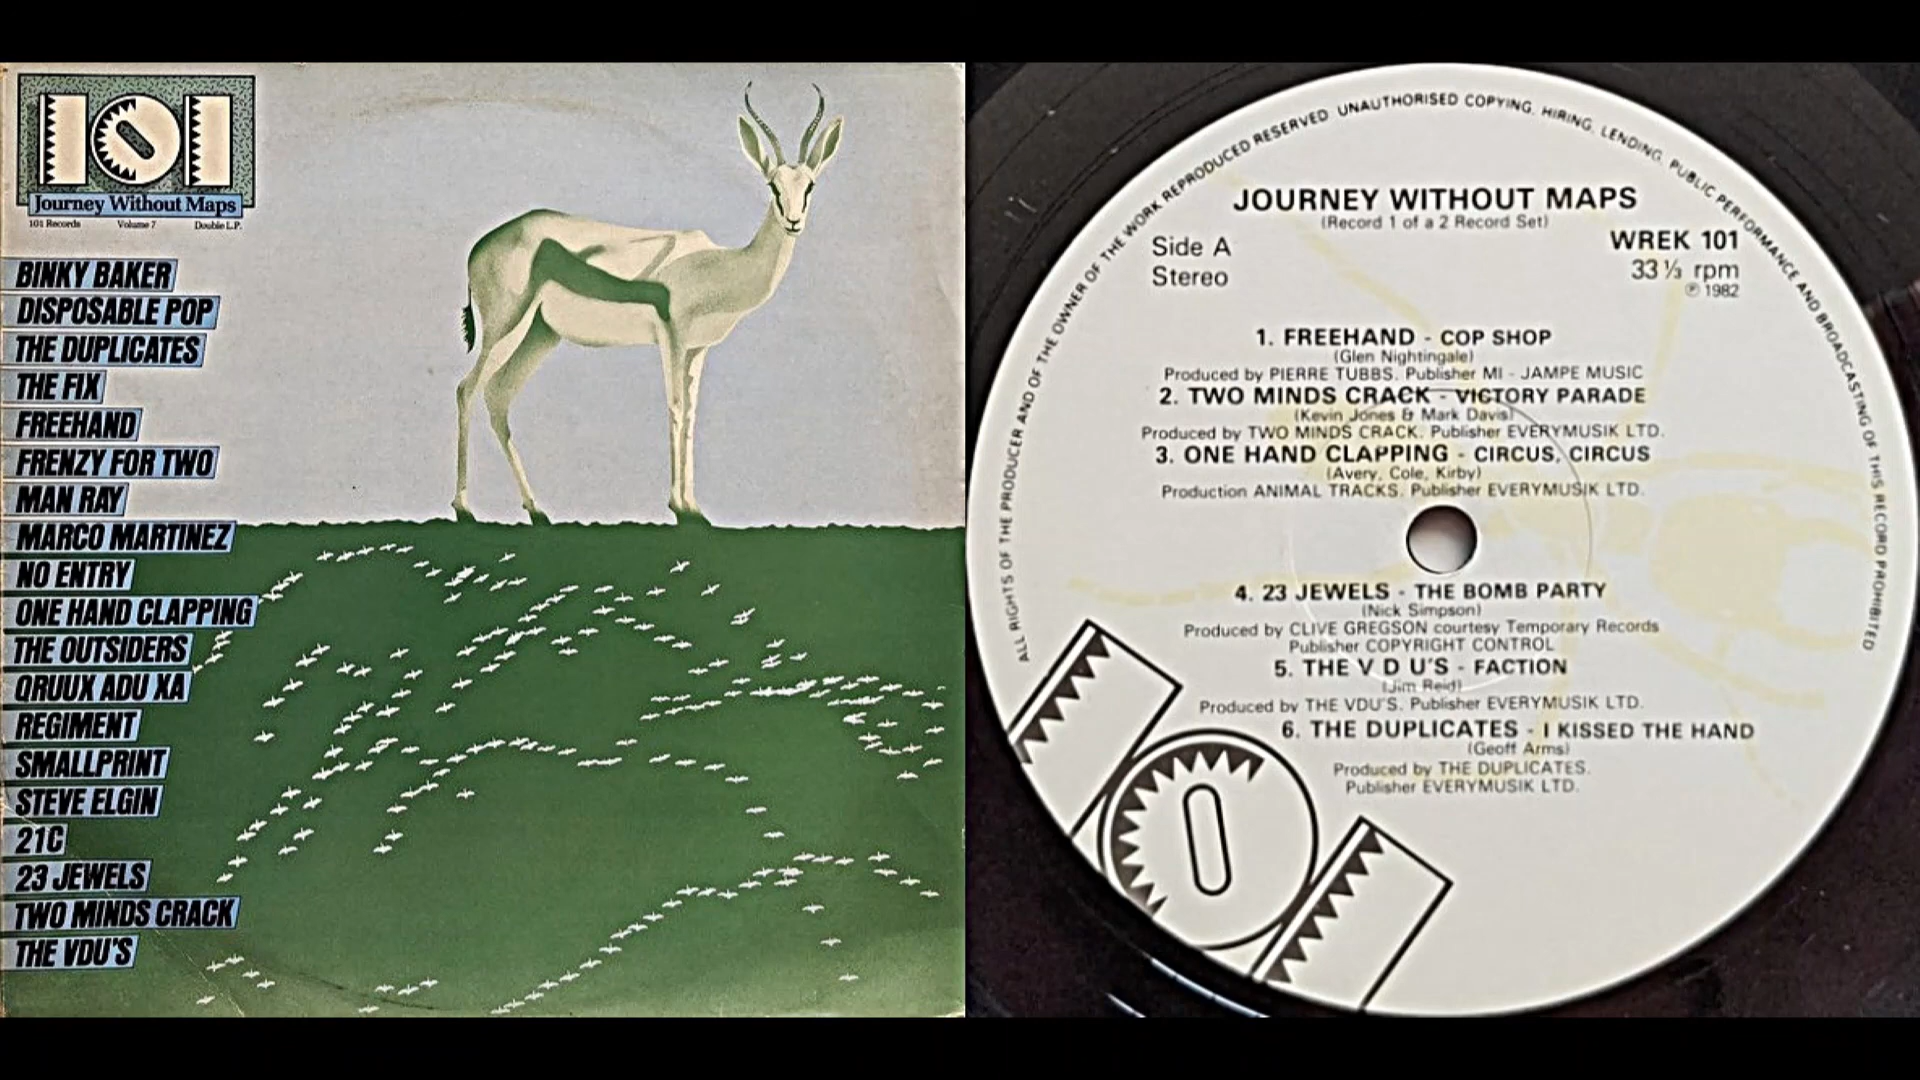 101
Journey Without Maps
101 Records Volume 7 Double L.P.
BINKY BAKER
DISPOSABLE POP
THE DUPLICATES
THE FIX
FREEHAND
FRENZY FOR TWO
MAN RAY
MARCO MARTINEZ
NO ENTRY
ONE HAND CLAPPING
THE OUTSIDERS
QRUUX ADU XA
REGIMENT
SMALLPRINT
STEVE ELGIN
21C
23 JEWELS
TWO MINDS CRACK
THE VDU'S
ALL RIGHTS OF THE PRODUCER AND OF THE OWNER OF THE WORK REPRODUCED RESERVED UNAUTHORISED COPYING, HIRING, LENDING, PUBLIC PERFORMANCE AND BROADCASTING OF THIS RECORD PROHIBITED
JOURNEY WITHOUT MAPS
(Record 1 of a 2 Record Set)
Side A
Stereo
WREK 101
33 ⅓ rpm
℗ 1982
1. FREEHAND - COP SHOP
(Glen Nightingale)
Produced by PIERRE TUBBS. Publisher MI - JAMPE MUSIC
2. TWO MINDS CRACK - VICTORY PARADE
(Kevin Jones & Mark Davis)
Produced by TWO MINDS CRACK. Publisher EVERYMUSIK LTD.
3. ONE HAND CLAPPING - CIRCUS, CIRCUS
(Avery, Cole, Kirby)
Production ANIMAL TRACKS. Publisher EVERYMUSIK LTD.
4. 23 JEWELS - THE BOMB PARTY
(Nick Simpson)
Produced by CLIVE GREGSON courtesy Temporary Records
Publisher COPYRIGHT CONTROL
5. THE V D U'S - FACTION
(Jim Reid)
Produced by THE VDU'S. Publisher EVERYMUSIK LTD.
6. THE DUPLICATES - I KISSED THE HAND
(Geoff Arms)
Produced by THE DUPLICATES.
Publisher EVERYMUSIK LTD.
101